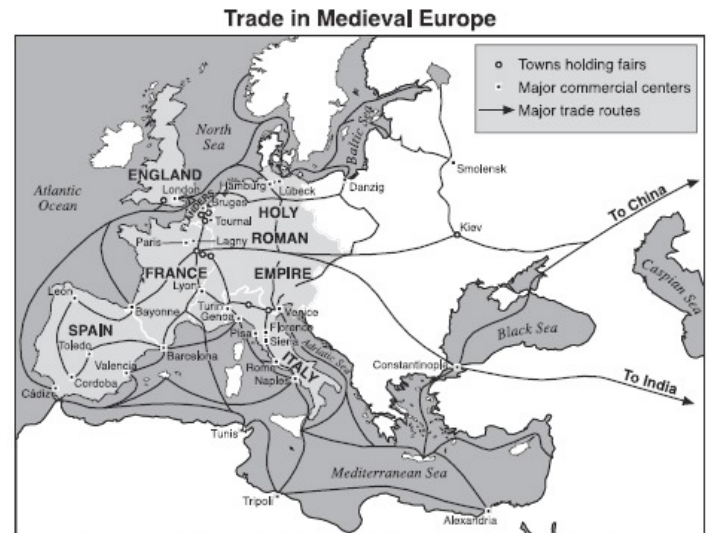 Trade in Medieval Europe
Towns holding fairs
Major commercial centers
Major trade routes
North
Sea
Baltic Sea
Smolensk
ENGLAND
London
Hamburg
Lübeck
Danzig
Atlantic
Ocean
FLANDERS
Bruges
Tournai
HOLY
ROMAN
EMPIRE
Paris
Lagny
Kiev
To China
Caspian Sea
FRANCE
Lyon
León
Bayonne
Turin
Genoa
Venice
Florence
Pisa
Siena
SPAIN
Toledo
Barcelona
Valencia
Cordoba
Cádiz
Rome
Naples
ITALY
Adriatic Sea
Black Sea
Constantinople
To India
Tunis
Mediterranean Sea
Tripoli
Alexandria